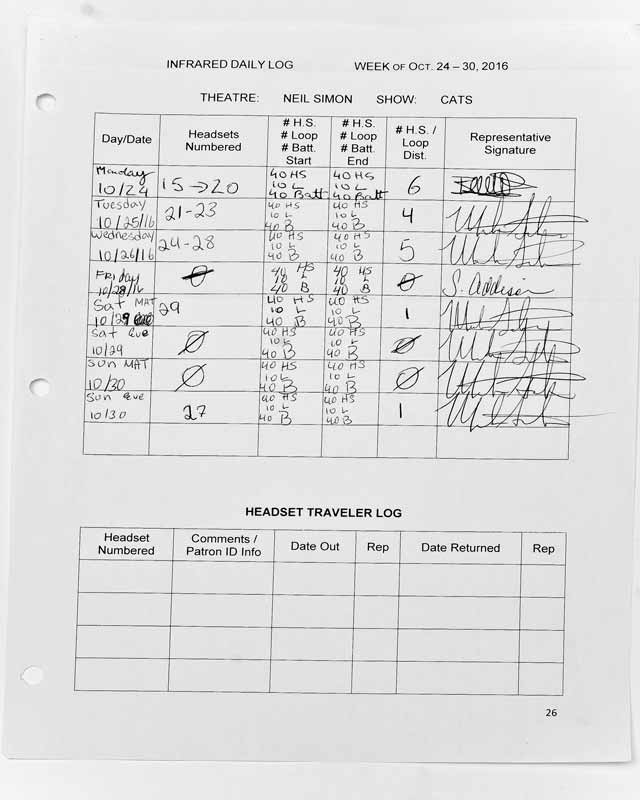 INFRARED DAILY LOG WEEK OF OCT. 24 – 30, 2016
THEATRE: NEIL SIMON SHOW: CATS
Day/Date Headsets Numbered # H.S. # Loop # Batt. Start # H.S. # Loop # Batt. End # H.S. / Loop Dist. Representative Signature
Monday 10/24 15→20 40 HS 10 L 40 Batt 40 HS 10 L 40 Batt 6
Tuesday 10/25/16 21-23 40 HS 10 L 40 B 40 HS 10 L 40 B 4
Wednesday 10/26/16 24-28 40 HS 10 L 40 B 40 HS 10 L 40 B 5
Friday 10/28/16 Ø 40 HS 10 L 40 B 40 HS 10 L 40 B Ø S. Addison
Sat MAT 10/29 29 40 HS 10 L 40 B 40 HS 10 L 40 B 1
Sat eve 10/29 Ø 40 HS 10 L 40 B 40 HS 10 L 40 B Ø
Sun MAT 10/30 Ø 40 HS 10 L 40 B 40 HS 10 L 40 B Ø
Sun eve 10/30 27 40 HS 10 L 40 B 40 HS 10 L 40 B 1
HEADSET TRAVELER LOG
Headset Numbered Comments / Patron ID Info Date Out Rep Date Returned Rep
26